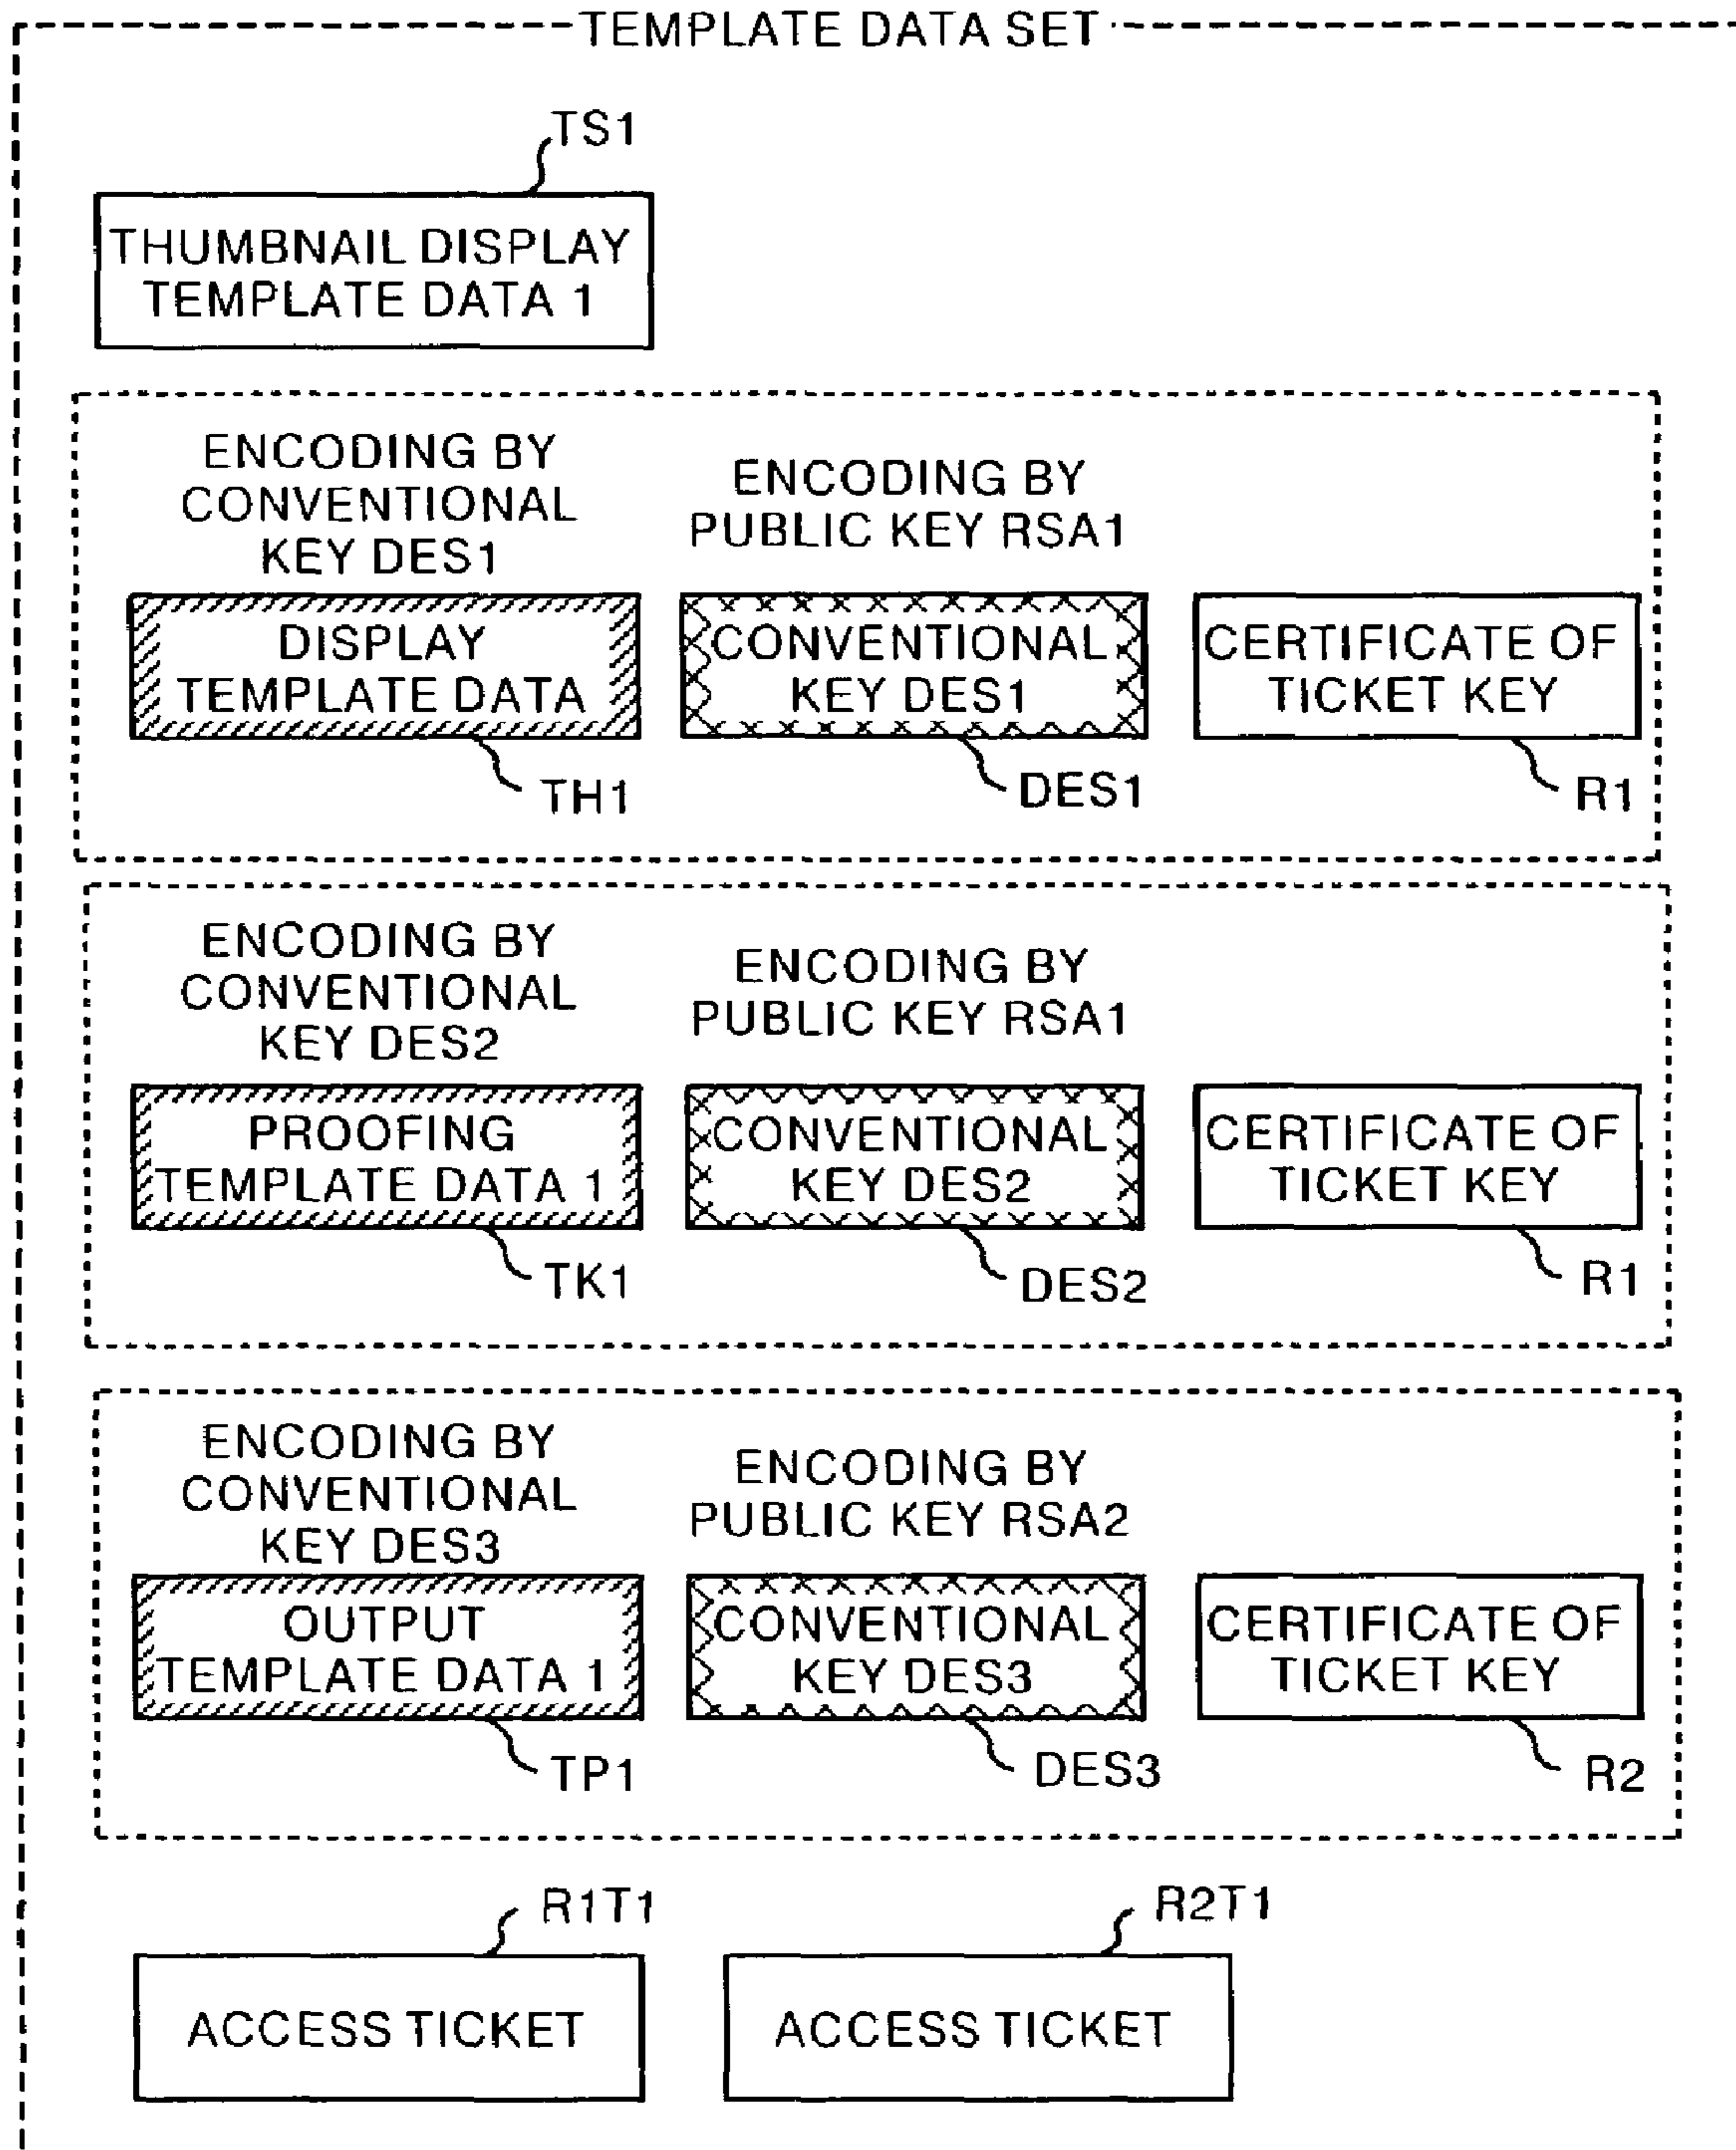 TEMPLATE DATA SET
TS1
THUMBNAIL DISPLAY
TEMPLATE DATA 1
ENCODING BY
CONVENTIONAL
KEY DES1
ENCODING BY
PUBLIC KEY RSA1
DISPLAY
TEMPLATE DATA
CONVENTIONAL
KEY DES1
CERTIFICATE OF
TICKET KEY
TH1
DES1
R1
ENCODING BY
CONVENTIONAL
KEY DES2
ENCODING BY
PUBLIC KEY RSA1
PROOFING
TEMPLATE DATA 1
CONVENTIONAL
KEY DES2
CERTIFICATE OF
TICKET KEY
TK1
DES2
R1
ENCODING BY
CONVENTIONAL
KEY DES3
ENCODING BY
PUBLIC KEY RSA2
OUTPUT
TEMPLATE DATA 1
CONVENTIONAL
KEY DES3
CERTIFICATE OF
TICKET KEY
TP1
DES3
R2
R1T1
R2T1
ACCESS TICKET
ACCESS TICKET